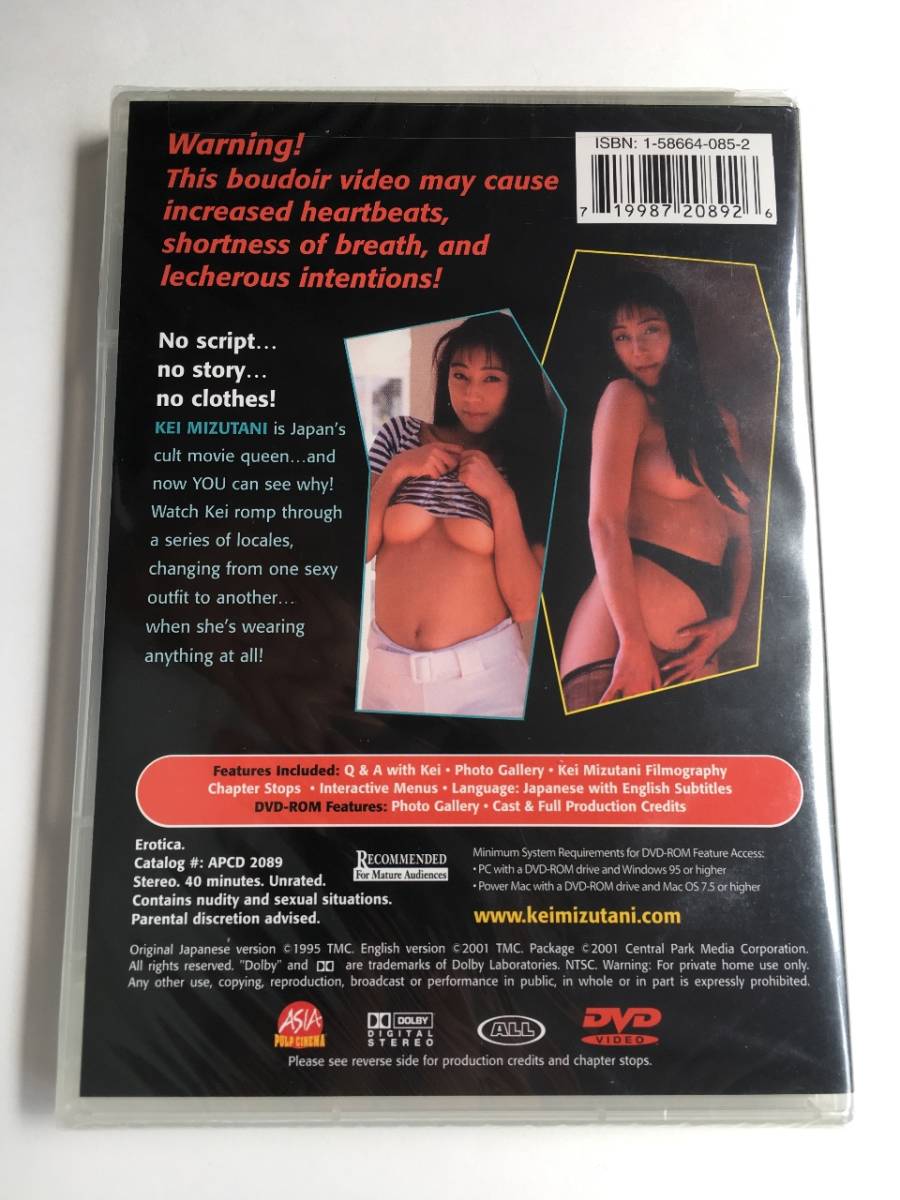 Warning!
This boudoir video may cause
increased heartbeats,
shortness of breath, and
lecherous intentions!
ISBN: 1-58664-085-2
7 19987 20892 6
No script...
no story...
no clothes!
KEI MIZUTANI is Japan's
cult movie queen...and
now YOU can see why!
Watch Kei romp through
a series of locales,
changing from one sexy
outfit to another...
when she's wearing
anything at all!
Features Included: Q & A with Kei • Photo Gallery • Kei Mizutani Filmography
Chapter Stops • Interactive Menus • Language: Japanese with English Subtitles
DVD-ROM Features: Photo Gallery • Cast & Full Production Credits
Erotica.
Catalog #: APCD 2089
Stereo. 40 minutes. Unrated.
Contains nudity and sexual situations.
Parental discretion advised.
RECOMMENDED
For Mature Audiences
Minimum System Requirements for DVD-ROM Feature Access:
• PC with a DVD-ROM drive and Windows 95 or higher
• Power Mac with a DVD-ROM drive and Mac OS 7.5 or higher
www.keimizutani.com
Original Japanese version ©1995 TMC. English version ©2001 TMC. Package ©2001 Central Park Media Corporation.
All rights reserved. "Dolby" and DD are trademarks of Dolby Laboratories. NTSC. Warning: For private home use only.
Any other use, copying, reproduction, broadcast or performance in public, in whole or in part is expressly prohibited.
ASIA
PULP CINEMA
DOLBY
DIGITAL
STEREO
ALL
DVD
VIDEO
Please see reverse side for production credits and chapter stops.